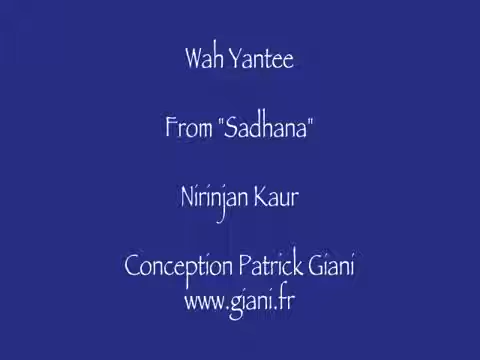 Wah Yantee
From "Sadhana"
Nirinjan Kaur
Conception Patrick Giani
www.giani.fr